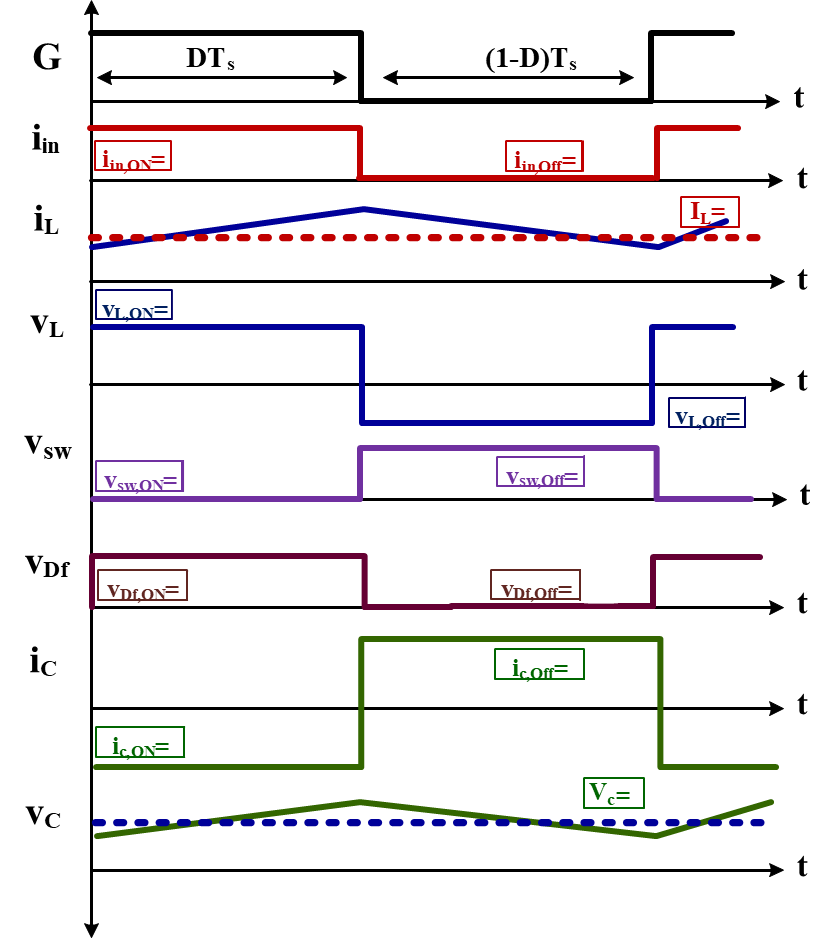 G
DTs
(1-D)Ts
t
iin
iin,ON=
iin,Off=
t
iL
IL=
t
vL
vL,ON=
t
vL,Off=
vsw
vsw,ON=
vsw,Off=
t
vDf
vDf,ON=
vDf,Off=
t
iC
ic,Off=
t
ic,ON=
vC
Vc=
t